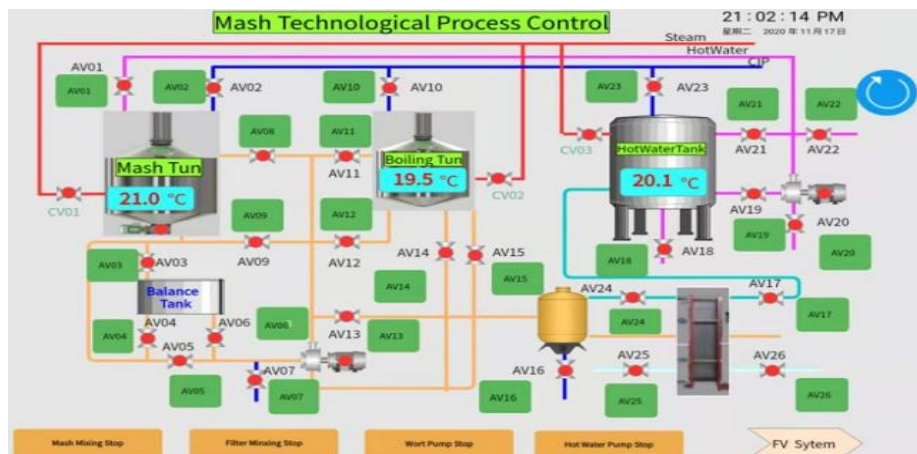 Mash Technological Process Control
21:02:14 PM
星期二 2020 年 11 月 17 日
Steam
HotWater
CIP
AV01
AV01
AV02
AV02
AV10
AV10
AV23
AV23
AV21
AV22
AV08
AV11
AV11
CV03
AV21
AV22
Mash Tun
21.0 °C
Boiling Tun
19.5 °C
HotWaterTank
20.1 °C
CV01
CV02
AV09
AV09
AV12
AV12
AV19
AV19
AV20
AV20
AV03
AV03
AV14
AV14
AV15
AV15
AV18
AV18
Balance
Tank
AV24
AV24
AV17
AV17
AV04
AV04
AV06
AV06
AV13
AV13
AV05
AV05
AV07
AV07
AV16
AV16
AV25
AV25
AV26
AV26
Mash Mixing Stop
Filter Minxing Stop
Wort Pump Stop
Hot Water Pump Stop
FV Sytem